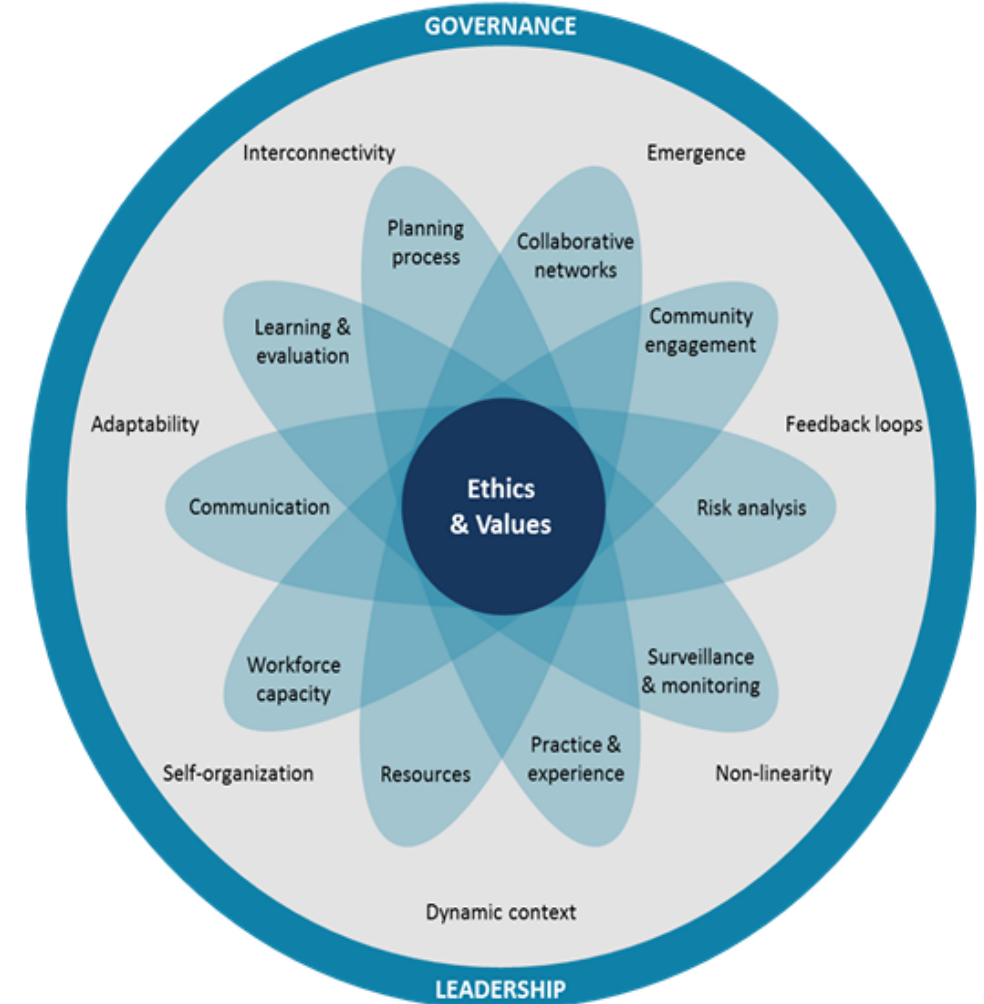 GOVERNANCE
Interconnectivity
Emergence
Planning
process
Collaborative
networks
Learning &
evaluation
Community
engagement
Adaptability
Feedback loops
Communication
Ethics
& Values
Risk analysis
Workforce
capacity
Surveillance
& monitoring
Self-organization
Resources
Practice &
experience
Non-linearity
Dynamic context
LEADERSHIP